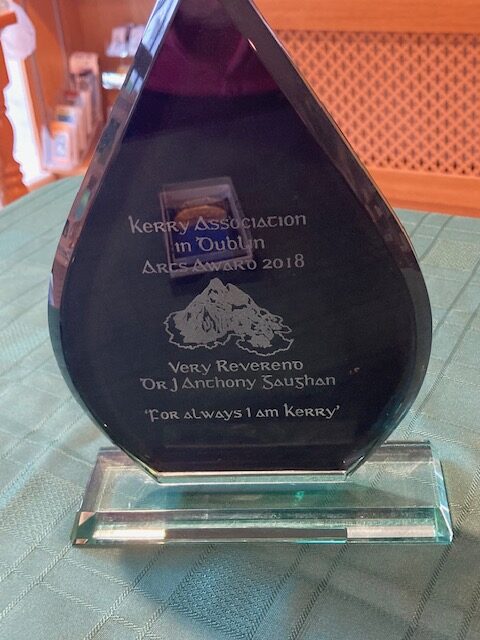 Kerry Association
in Dublin
Arts Award 2018
Very Reverend
Dr J Anthony Gaughan
'For always I am Kerry'